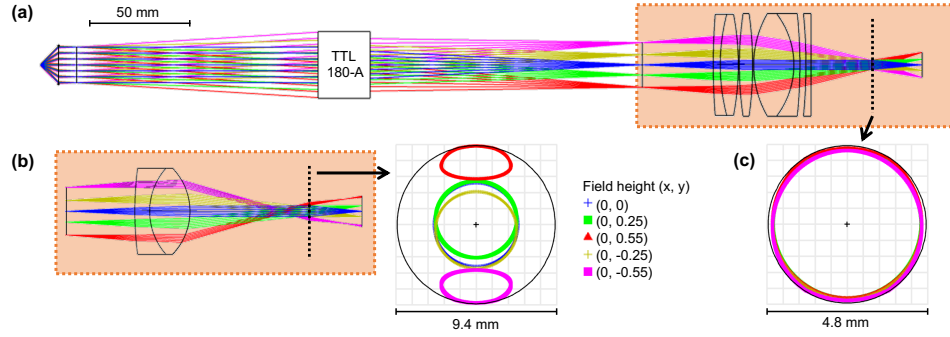 (a)
50 mm
TTL
180-A
(b)
(c)
Field height (x, y)
(0, 0)
(0, 0.25)
(0, 0.55)
(0, -0.25)
(0, -0.55)
9.4 mm
4.8 mm